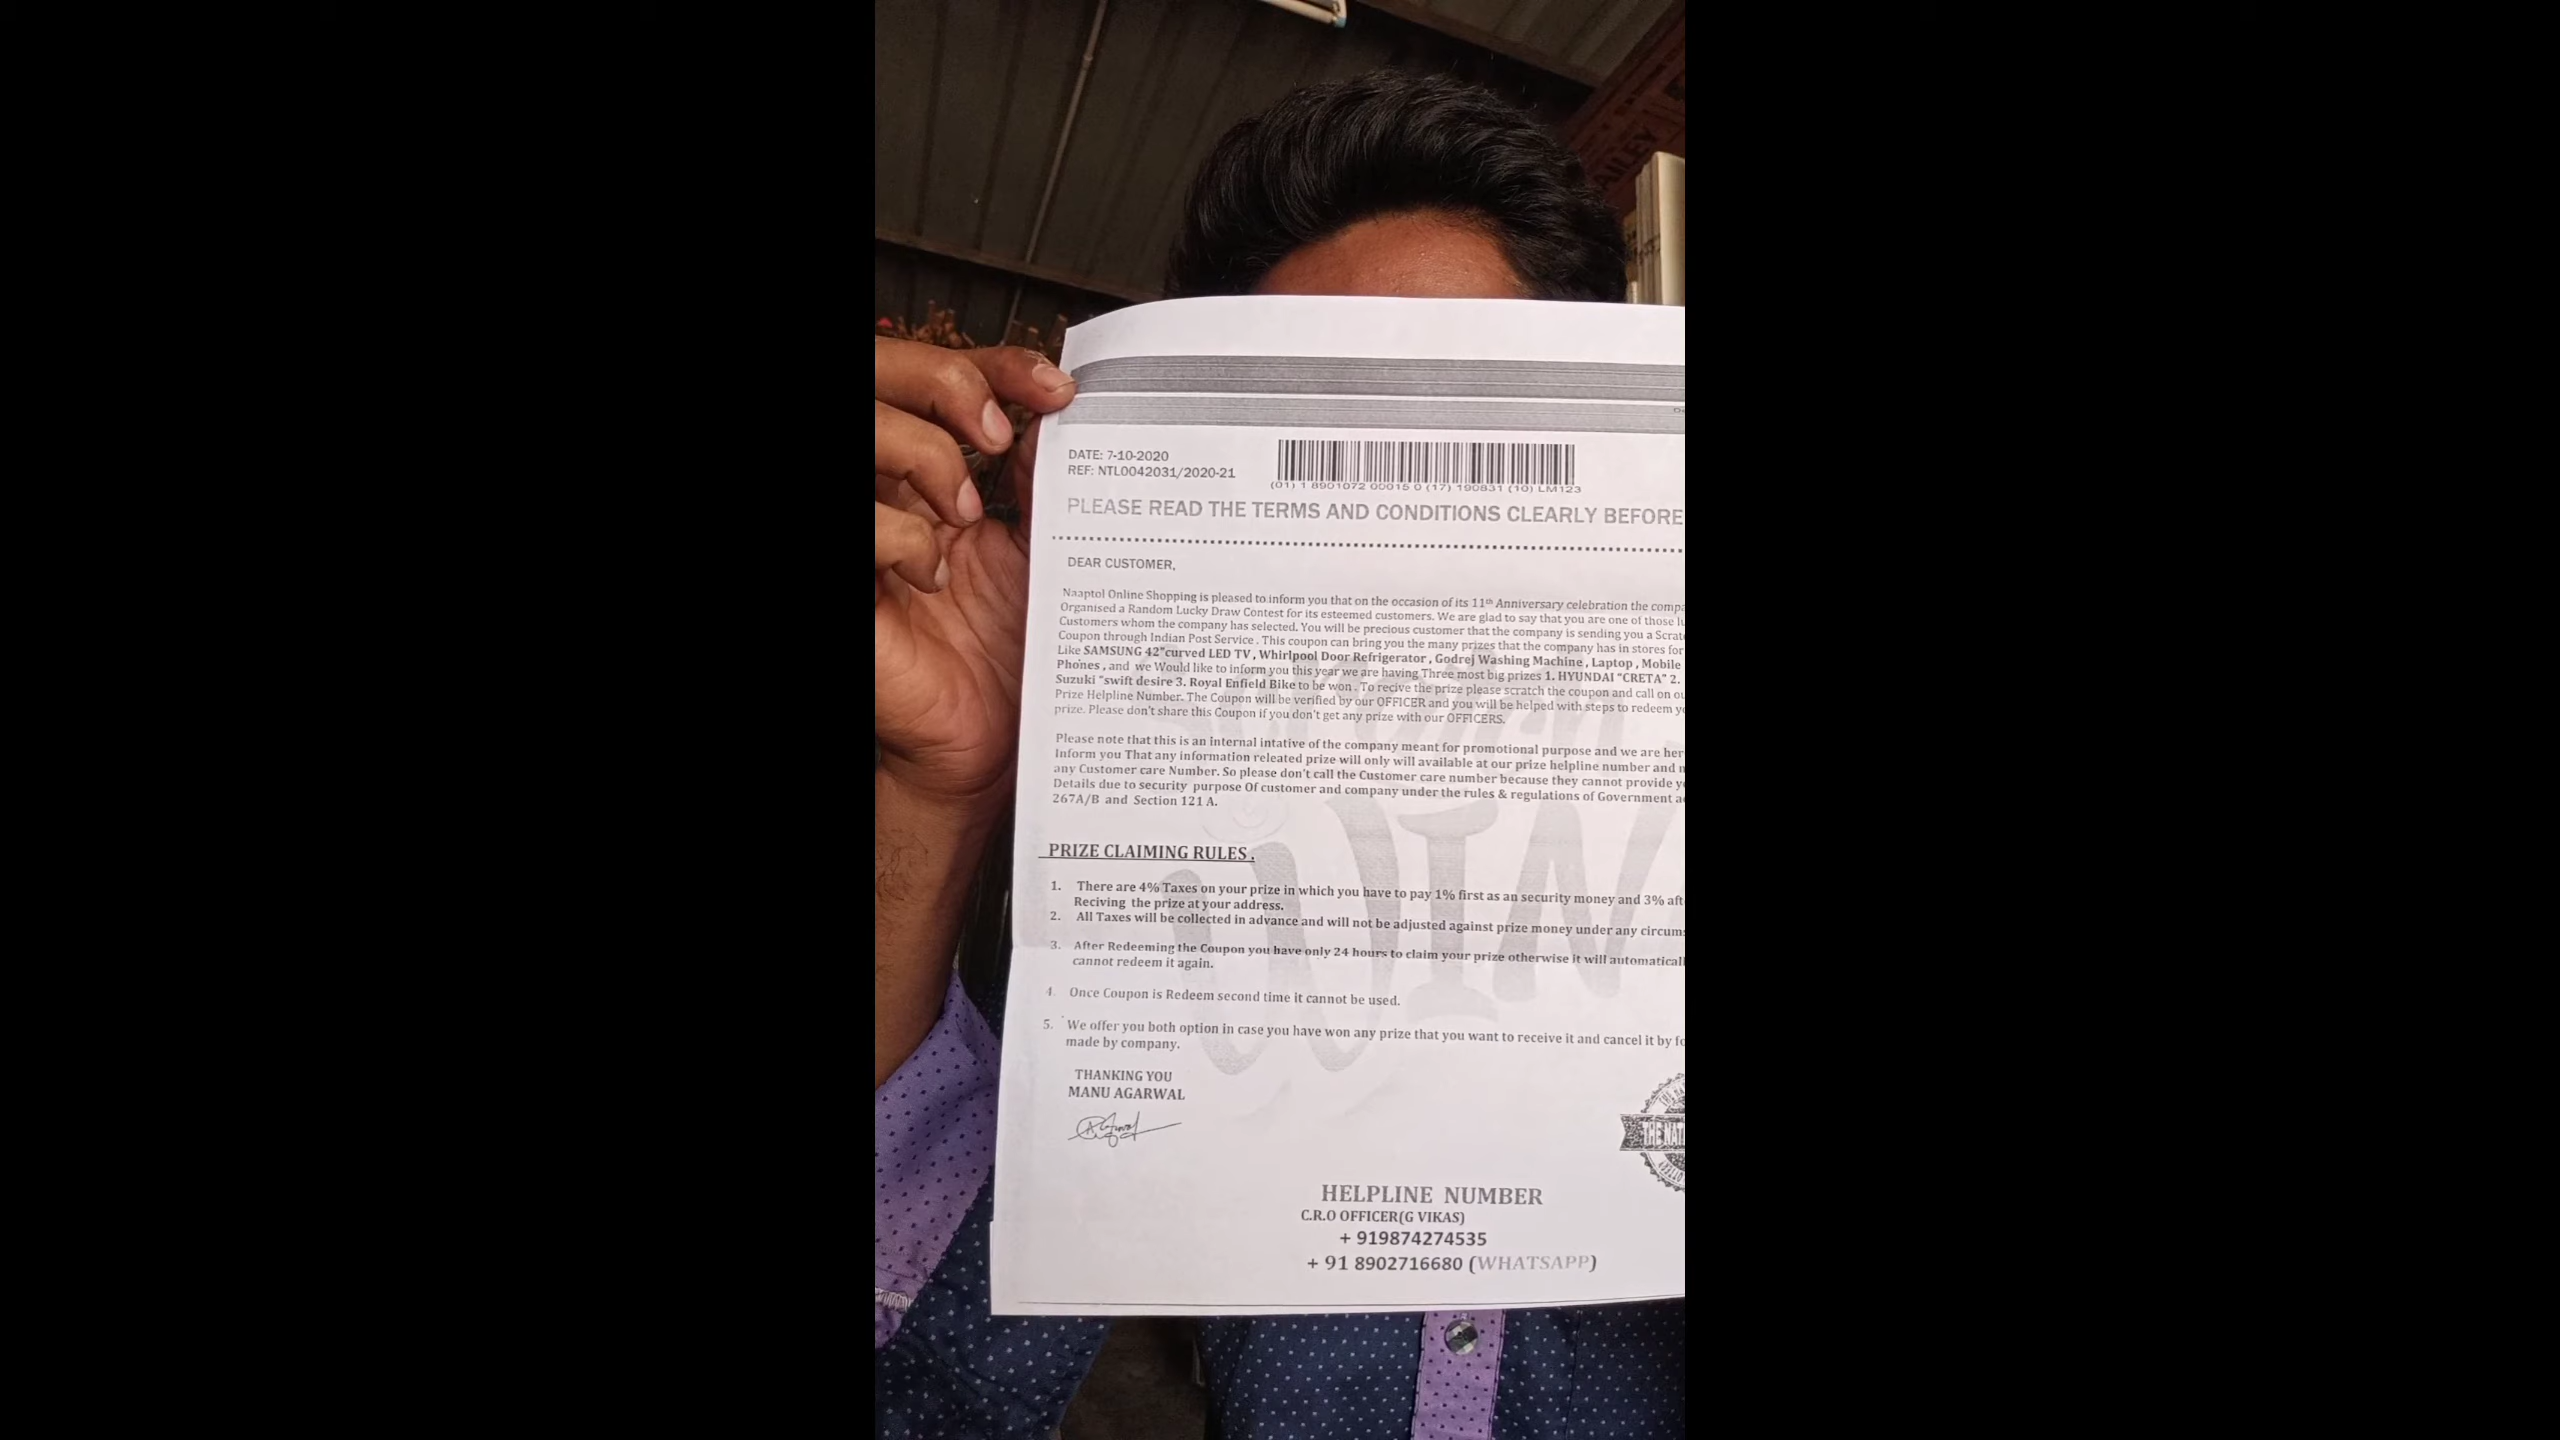 AILEY
DATE: 7-10-2020
REF: NTL0042031/2020-21
(01) 1 8901072 00015 0 (17) 190831 (10) LM123
PLEASE READ THE TERMS AND CONDITIONS CLEARLY BEFORE
DEAR CUSTOMER,
Naaptol Online Shopping is pleased to inform you that on the occasion of its 11th Anniversary celebration the compa
Organised a Random Lucky Draw Contest for its esteemed customers. We are glad to say that you are one of those lu
Customers whom the company has selected. You will be precious customer that the company is sending you a Scrat
Coupon through Indian Post Service . This coupon can bring you the many prizes that the company has in stores for
Like SAMSUNG 42"curved LED TV , Whirlpool Door Refrigerator , Godrej Washing Machine , Laptop , Mobile
Phones , and we Would like to inform you this year we are having Three most big prizes 1. HYUNDAI "CRETA" 2.
Suzuki "swift desire 3. Royal Enfield Bike to be won . To recive the prize please scratch the coupon and call on ou
Prize Helpline Number. The Coupon will be verified by our OFFICER and you will be helped with steps to redeem y
prize. Please don't share this Coupon if you don't get any prize with our OFFICERS.
Please note that this is an internal intative of the company meant for promotional purpose and we are her
Inform you That any information releated prize will only will available at our prize helpline number and n
any Customer care Number. So please don't call the Customer care number because they cannot provide y
Details due to security purpose Of customer and company under the rules & regulations of Government a
267A/B and Section 121 A.
WIN
PRIZE CLAIMING RULES .
1. There are 4% Taxes on your prize in which you have to pay 1% first as an security money and 3% aft
Reciving the prize at your address.
2. All Taxes will be collected in advance and will not be adjusted against prize money under any circum
3. After Redeeming the Coupon you have only 24 hours to claim your prize otherwise it will automatical
cannot redeem it again.
4. Once Coupon is Redeem second time it cannot be used.
5. We offer you both option in case you have won any prize that you want to receive it and cancel it by fo
made by company.
THANKING YOU
MANU AGARWAL
THE NA
HELPLINE NUMBER
C.R.O OFFICER(G VIKAS)
+ 919874274535
+ 91 8902716680 (WHATSAPP)